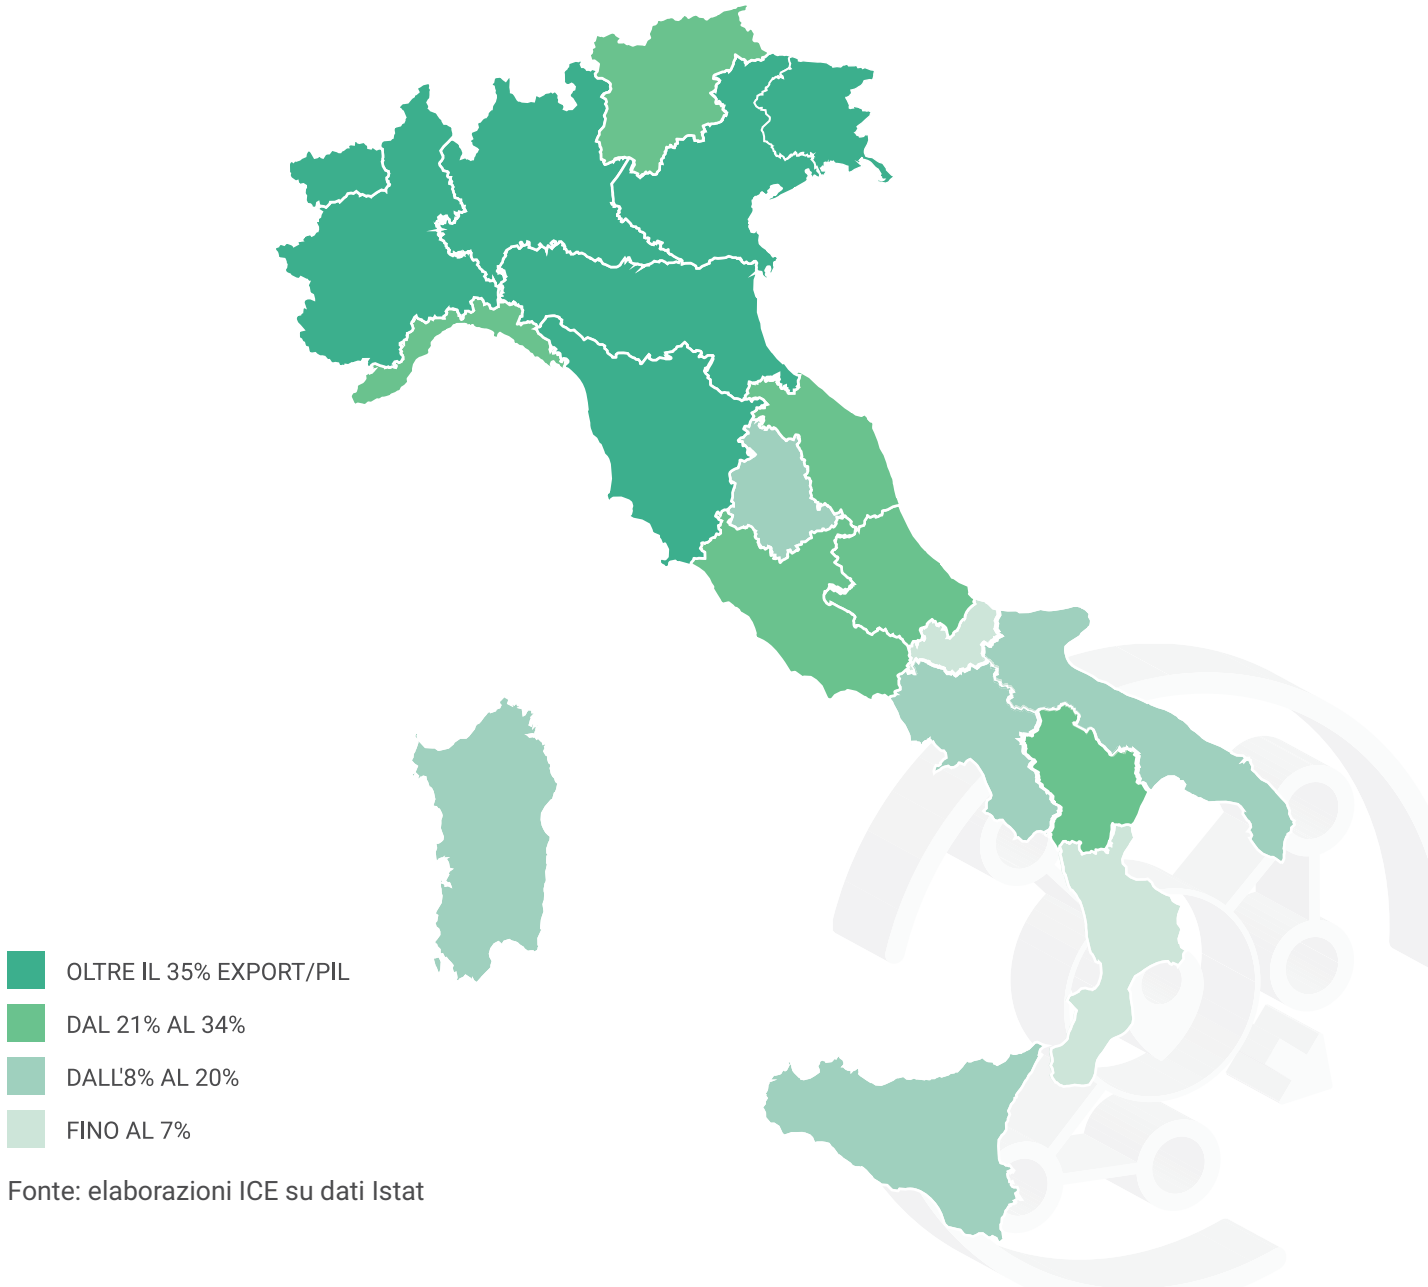 OLTRE IL 35% EXPORT/PIL
DAL 21% AL 34%
DALL'8% AL 20%
FINO AL 7%
Fonte: elaborazioni ICE su dati Istat